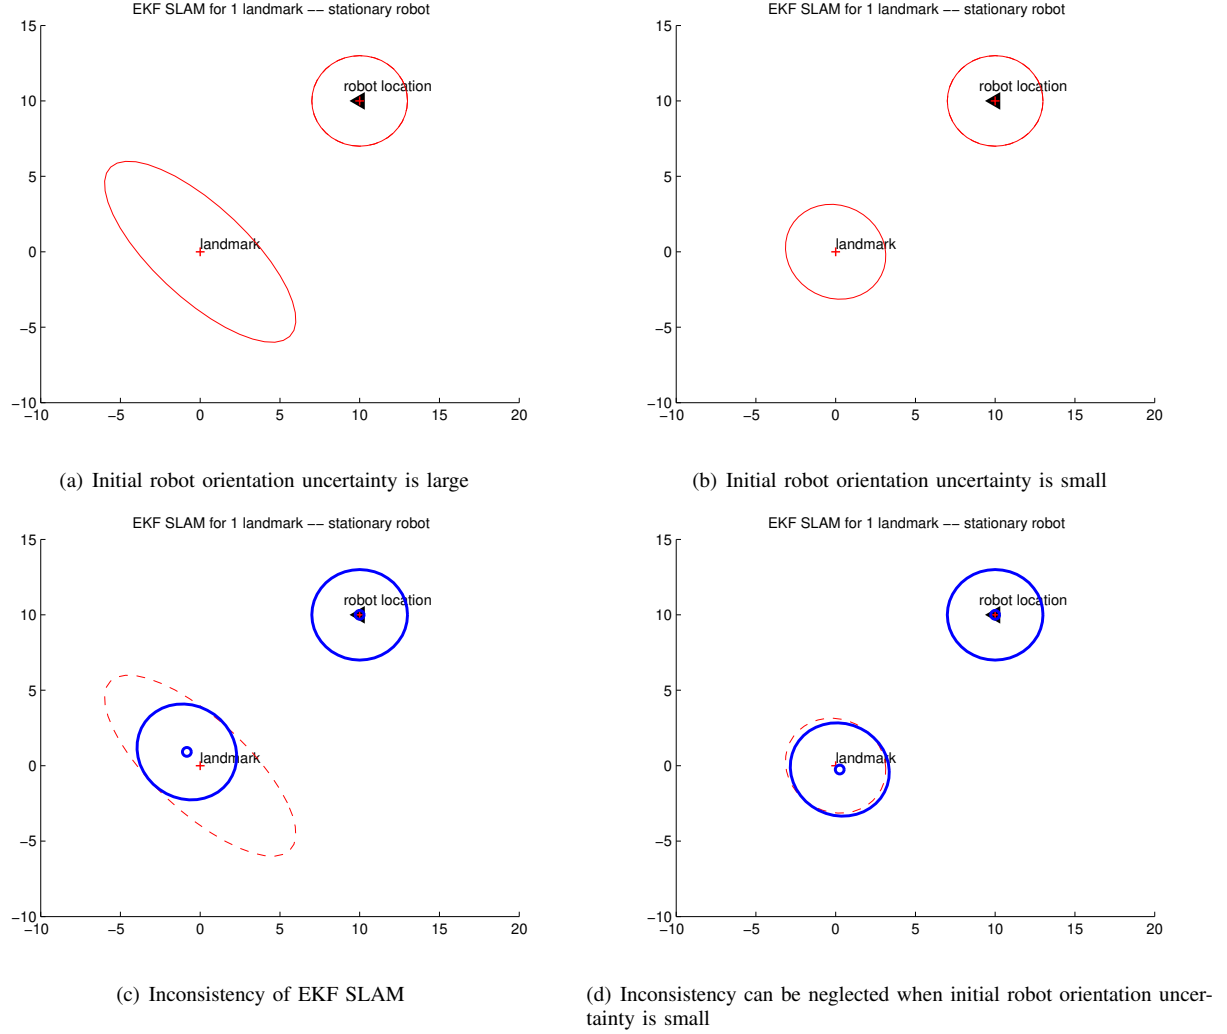 EKF SLAM for 1 landmark −− stationary robot
15
10
5
0
−5
−10
−10 −5 0 5 10 15 20
robot location
landmark
(a) Initial robot orientation uncertainty is large
EKF SLAM for 1 landmark −− stationary robot
15
10
5
0
−5
−10
−10 −5 0 5 10 15 20
robot location
landmark
(b) Initial robot orientation uncertainty is small
EKF SLAM for 1 landmark −− stationary robot
15
10
5
0
−5
−10
−10 −5 0 5 10 15 20
robot location
landmark
(c) Inconsistency of EKF SLAM
EKF SLAM for 1 landmark −− stationary robot
15
10
5
0
−5
−10
−10 −5 0 5 10 15 20
robot location
landmark
(d) Inconsistency can be neglected when initial robot orientation uncer-
tainty is small